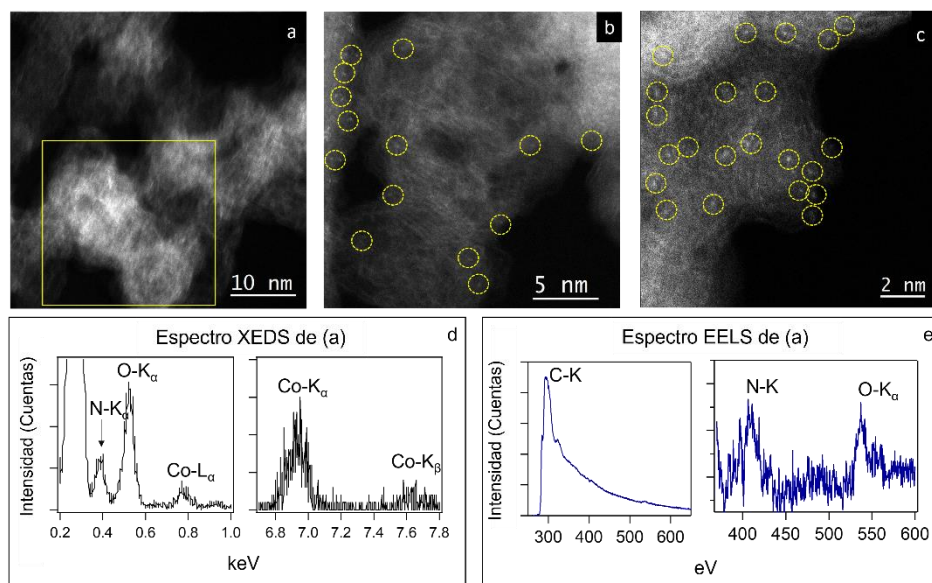 a
10 nm
b
5 nm
c
2 nm
Espectro XEDS de (a)
d
Intensidad (Cuentas)
N-Kα
O-Kα
Co-Lα
0.2 0.4 0.6 0.8 1.0
Co-Kα
Co-Kβ
6.8 7.0 7.2 7.4 7.6 7.8
keV
Espectro EELS de (a)
e
Intensidad (Cuentas)
C-K
300 400 500 600
N-K
O-Kα
400 450 500 550 600
eV